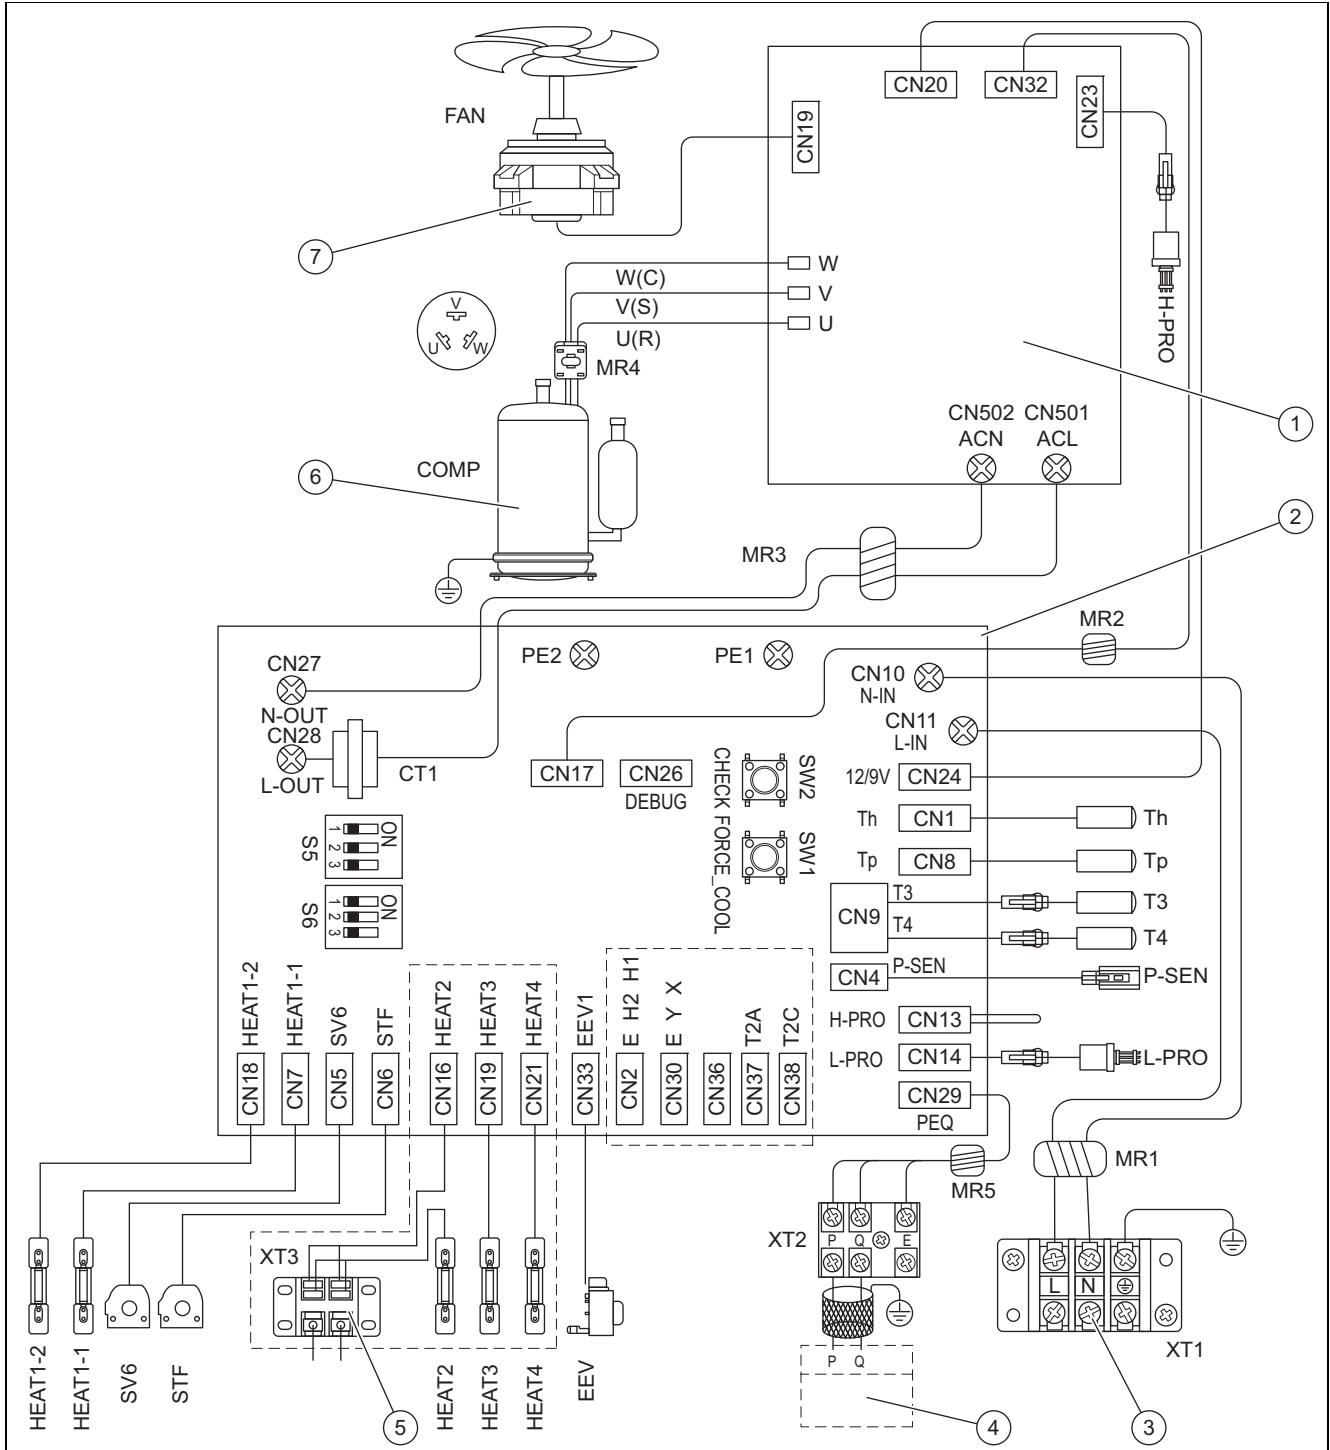 CN20
CN32
CN23
FAN
CN19
7
W
W(C)
V
V(S)
U
U(R)
H-PRO
V
U
W
MR4
CN502
CN501
ACN
ACL
1
COMP
6
2
MR3
MR2
CN27
PE2
PE1
CN10
N-IN
N-OUT
CN28
CN11
L-IN
L-OUT
CT1
CN17
CN26
DEBUG
CHECK FORCE_COOL
SW2
SW1
12/9V
CN24
Th
CN1
Th
Tp
CN8
Tp
S5
1 2 3
ON
S6
1 2 3
ON
CN9
T3
T3
T4
T4
CN4
P-SEN
P-SEN
H-PRO
CN13
L-PRO
CN14
L-PRO
CN29
PEQ
HEAT1-2
HEAT1-1
SV6
STF
HEAT2
HEAT3
HEAT4
EEV1
E H2 H1
E Y X
T2A
T2C
CN18
CN7
CN5
CN6
CN16
CN19
CN21
CN33
CN2
CN30
CN36
CN37
CN38
MR5
MR1
XT2
P
Q
E
XT3
L
N
XT1
P
Q
HEAT1-2
HEAT1-1
SV6
STF
5
HEAT2
HEAT3
HEAT4
EEV
4
3